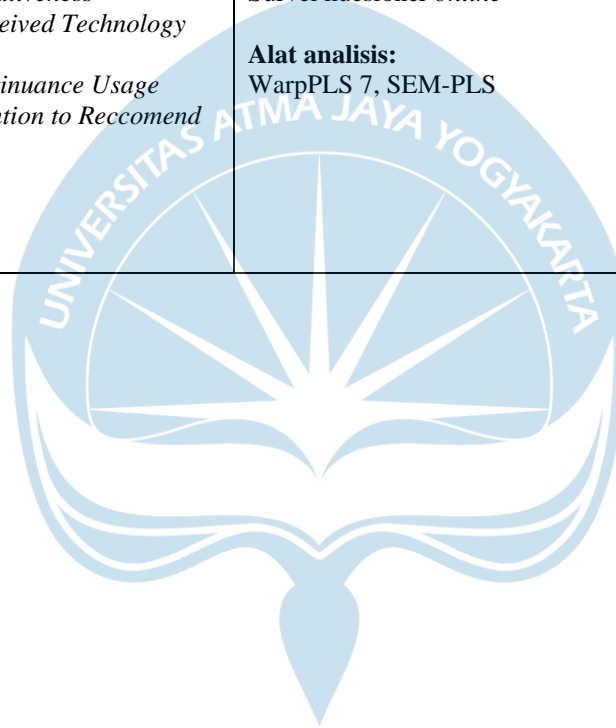 eived Technology
Alat analisis:
inuance Usage
WarpPLS 7, SEM-PLS
tion to Reccomend
UNIVERSITAS ATMA JAYA YOGYAKARTA